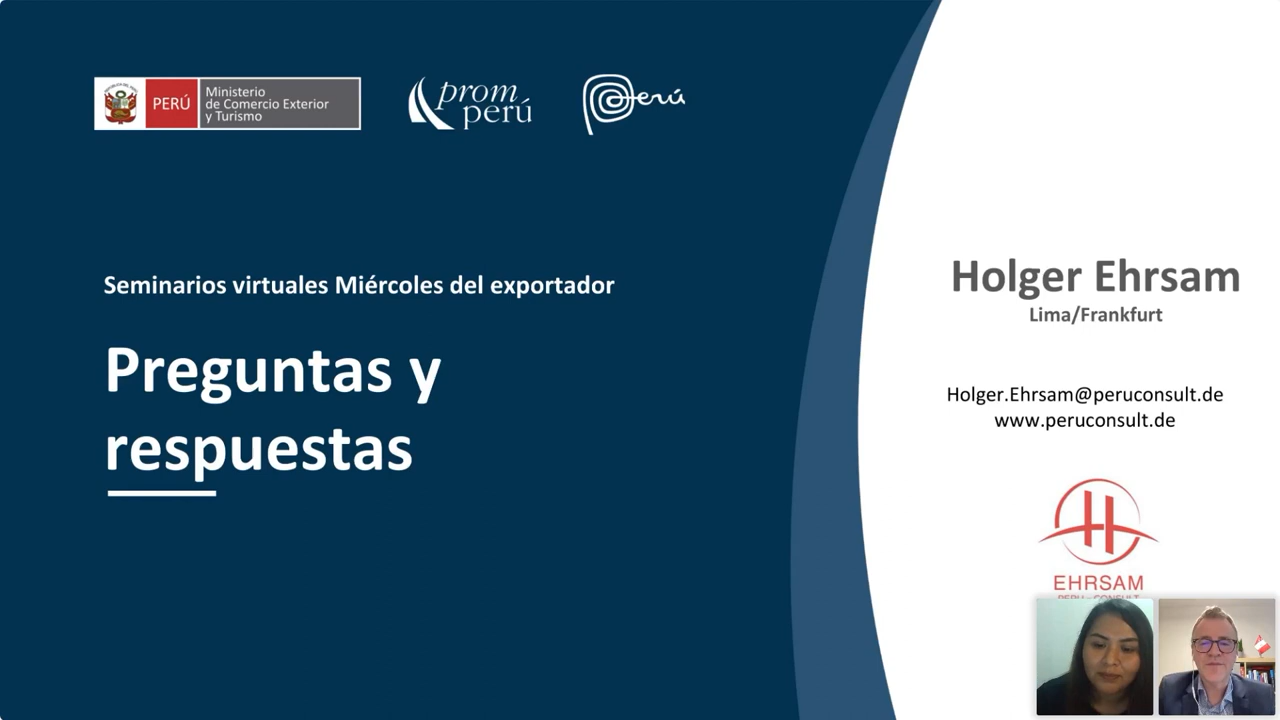 PERÚ
Ministerio
de Comercio Exterior
y Turismo
prom
perú
Perú
Seminarios virtuales Miércoles del exportador
Preguntas y
respuestas
Holger Ehrsam
Lima/Frankfurt
Holger.Ehrsam@peruconsult.de
www.peruconsult.de
EHRSAM